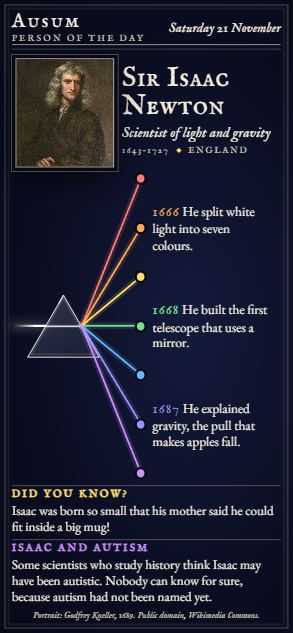 Ausum
PERSON OF THE DAY
Saturday 21 November
Sir Isaac
Newton
Scientist of light and gravity
1643-1727 ◆ ENGLAND
1666 He split white
light into seven
colours.
1668 He built the first
telescope that uses a
mirror.
1687 He explained
gravity, the pull that
makes apples fall.
DID YOU KNOW?
Isaac was born so small that his mother said he could
fit inside a big mug!
ISAAC AND AUTISM
Some scientists who study history think Isaac may
have been autistic. Nobody can know for sure,
because autism had not been named yet.
Portrait: Godfrey Kneller, 1689. Public domain, Wikimedia Commons.